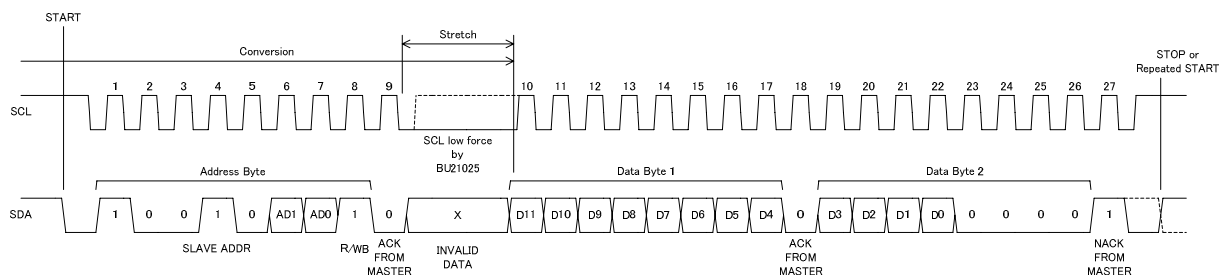 START
Stretch
Conversion
STOP or
Repeated START
1 2 3 4 5 6 7 8 9 10 11 12 13 14 15 16 17 18 19 20 21 22 23 24 25 26 27
SCL
SCL low force
by
BU21025
Address Byte
Data Byte 1
Data Byte 2
SDA
1 0 0 1 0 AD1 AD0 1 0 X D11 D10 D9 D8 D7 D6 D5 D4 0 D3 D2 D1 D0 0 0 0 0 1
SLAVE ADDR
R/WB
ACK
FROM
MASTER
INVALID
DATA
ACK
FROM
MASTER
NACK
FROM
MASTER